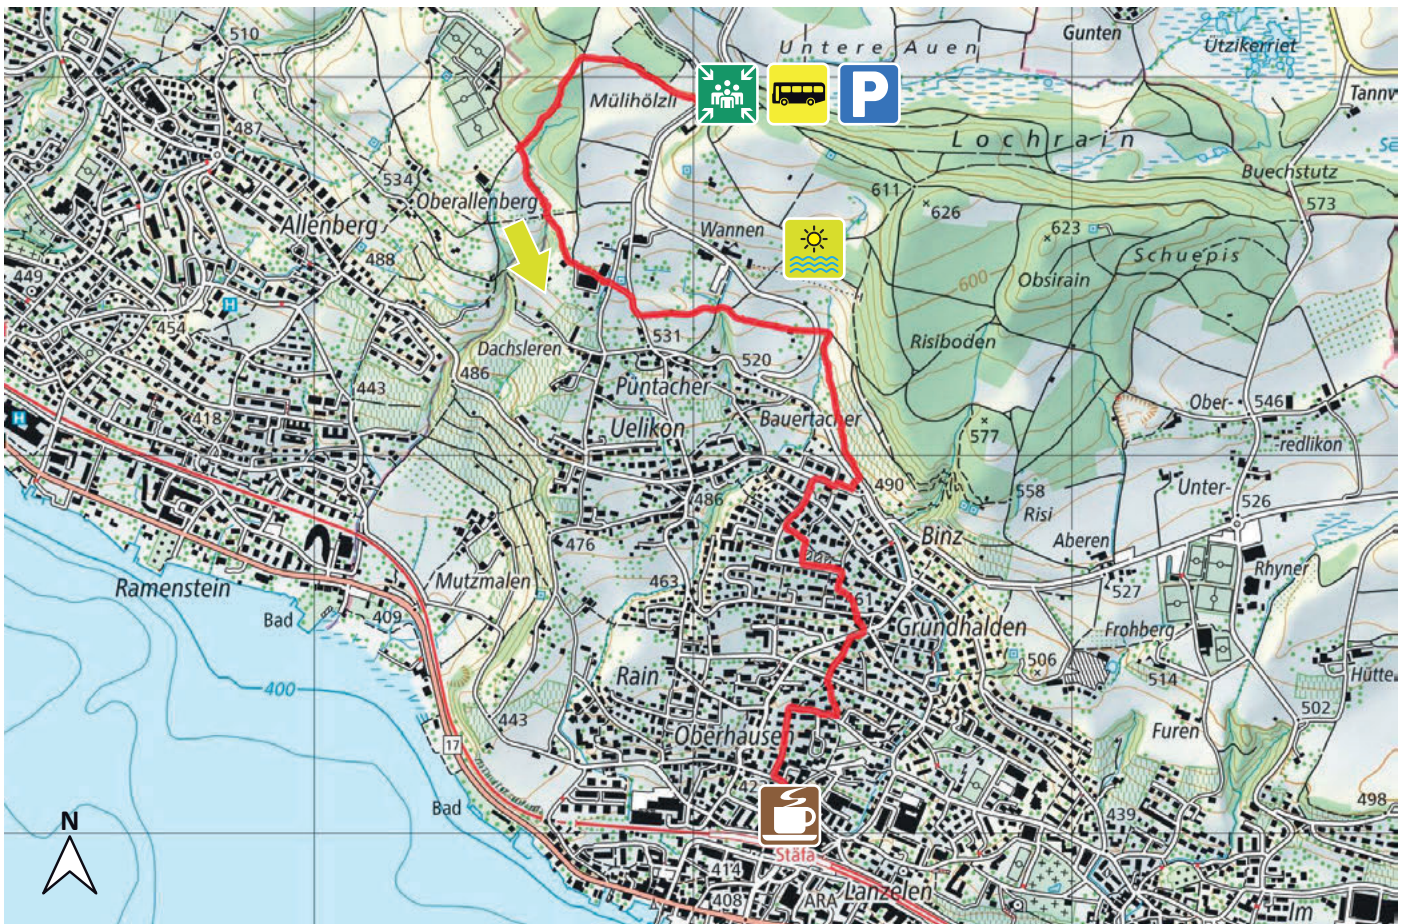 510
Untere Auen
Gunten
Ützikerriet
Mülihölzli
P
Tannw
487
Lochrain
534
Oberallenberg
611
626
Buechstutz
573
Allenberg
Wannen
623
Schuepis
488
449
H
600
Obsirain
454
531
520
Risiboden
Dachsleren
486
Püntacher
443
418
H
Uelikon
Bauertacher
577
Ober-
546
redlikon
486
490
558
Risi
Unter-
526
476
Binz
Aberen
Ramenstein
Mutzmalen
463
61
527
Rhyner
Bad
409
Grundhalden
Frohberg
400
Rain
506
514
Hütte
443
Oberhausen
502
17
Furen
Bad
42
498
439
N
Stäfa
414
408
ARA
Lanzelen
Im